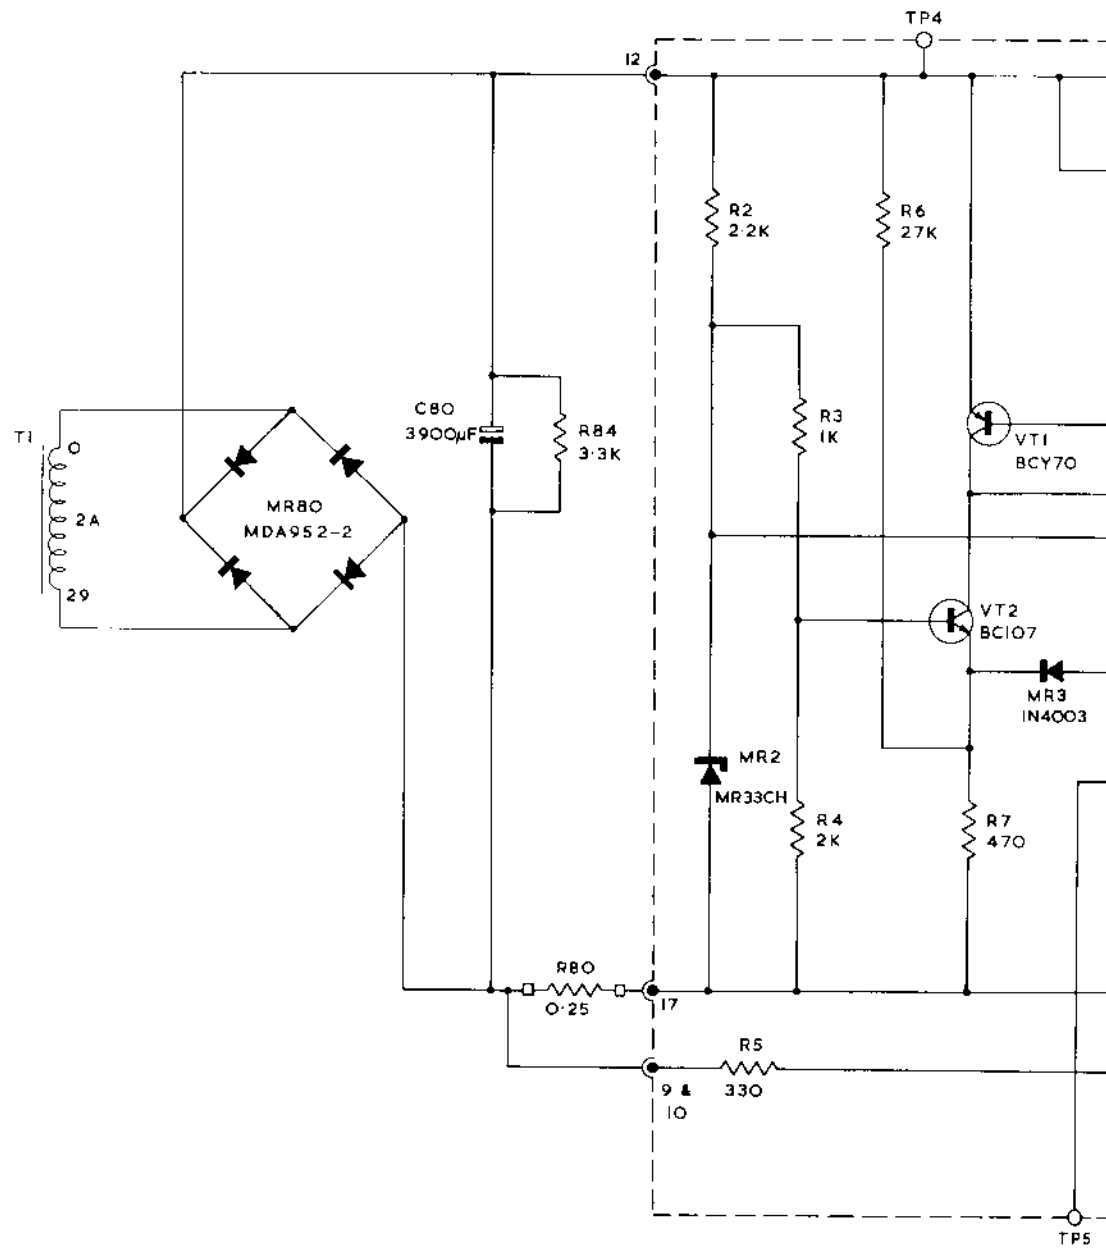 TP4
12
R2
2·2K
R6
27K
C80
3900µF
R84
3·3K
R3
1K
VT1
BCY70
T1
O
2A
29
MR80
MDA952-2
VT2
BC107
MR3
IN4003
MR2
MR33CH
R4
2K
R7
470
R80
0·25
17
R5
330
9 &
10
TP5